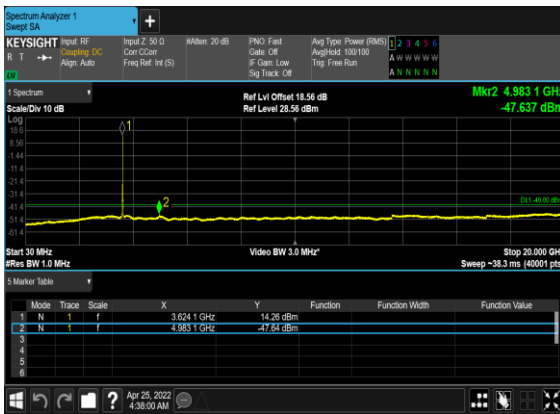 Spectrum Analyzer 1
Swept SA
+
KEYSIGHT
R T
LV
Input: RF
Coupling: DC
Align: Auto
Input Z: 50 Ω
Corr CCorr
Freq Ref: Int (S)
#Atten: 20 dB
PNO: Fast
Gate: Off
IF Gain: Low
Sig Track: Off
Avg Type: Power (RMS)
Avg|Hold: 100/100
Trig: Free Run
1 2 3 4 5 6
A W W W W W
A N N N N N
1 Spectrum
Scale/Div 10 dB
Ref Lvl Offset 18.56 dB
Ref Level 28.56 dBm
Mkr2 4.983 1 GHz
-47.637 dBm
Log
18.6
8.56
-1.44
-11.4
-21.4
-31.4
-41.4
-51.4
-61.4
1
2
DL1 -40.00 dBm
Start 30 MHz
#Res BW 1.0 MHz
Video BW 3.0 MHz*
Stop 20.000 GHz
Sweep ~38.3 ms (40001 pts)
5 Marker Table
Mode Trace Scale X Y Function Function Width Function Value
1 N 1 f 3.624 1 GHz 14.26 dBm
2 N 1 f 4.983 1 GHz -47.64 dBm
3
4
5
6
?
Apr 25, 2022
4:38:00 AM